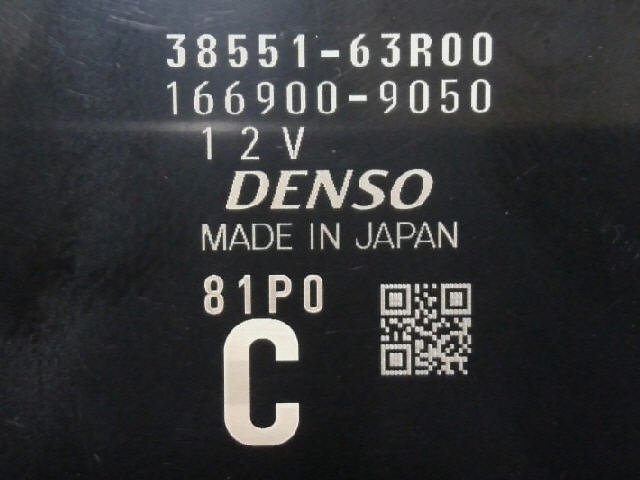 38551-63R00
166900-9050
12V
DENSO
MADE IN JAPAN
81P0
C